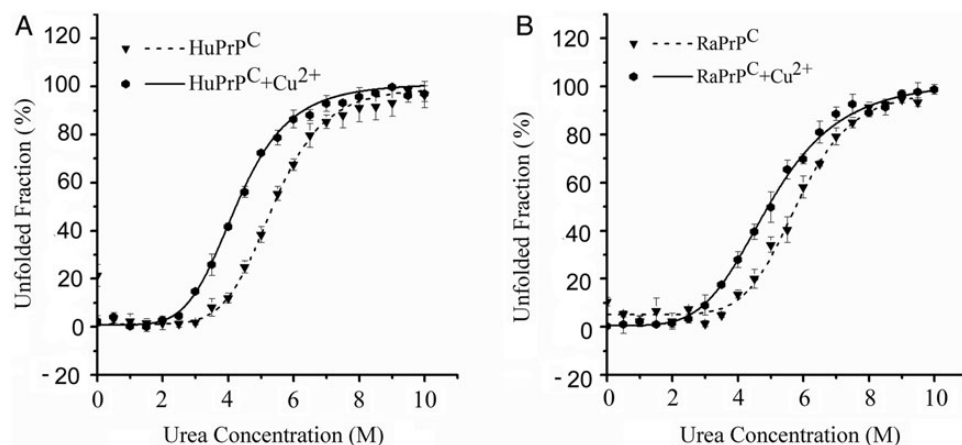 A
HuPrP^C
HuPrP^C+Cu^2+
120
100
80
60
40
20
0
- 20
Unfolded Fraction (%)
0 2 4 6 8 10
Urea Concentration (M)
B
RaPrP^C
RaPrP^C+Cu^2+
120
100
80
60
40
20
0
- 20
Unfolded Fraction (%)
0 2 4 6 8 10
Urea Concentration (M)